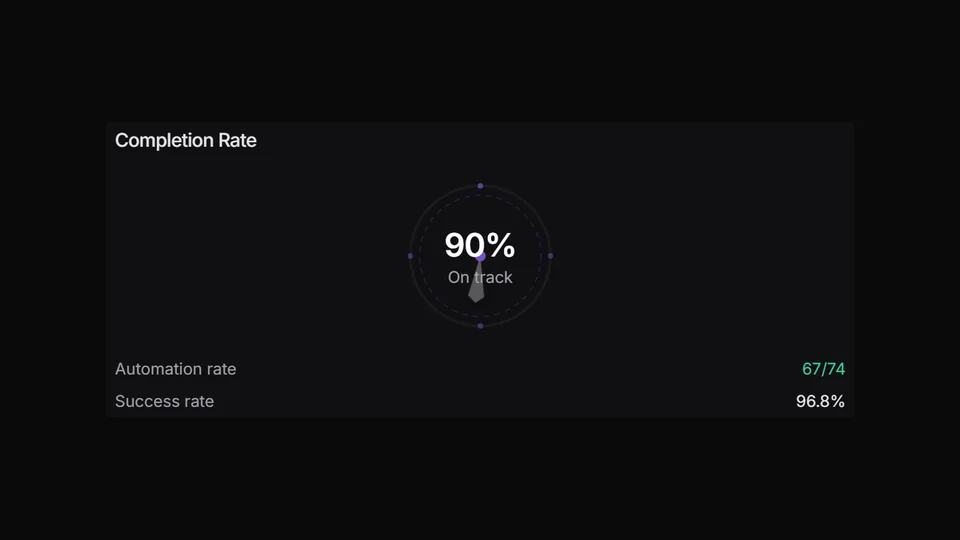 Completion Rate
90%
On track
Automation rate 67/74
Success rate 96.8%